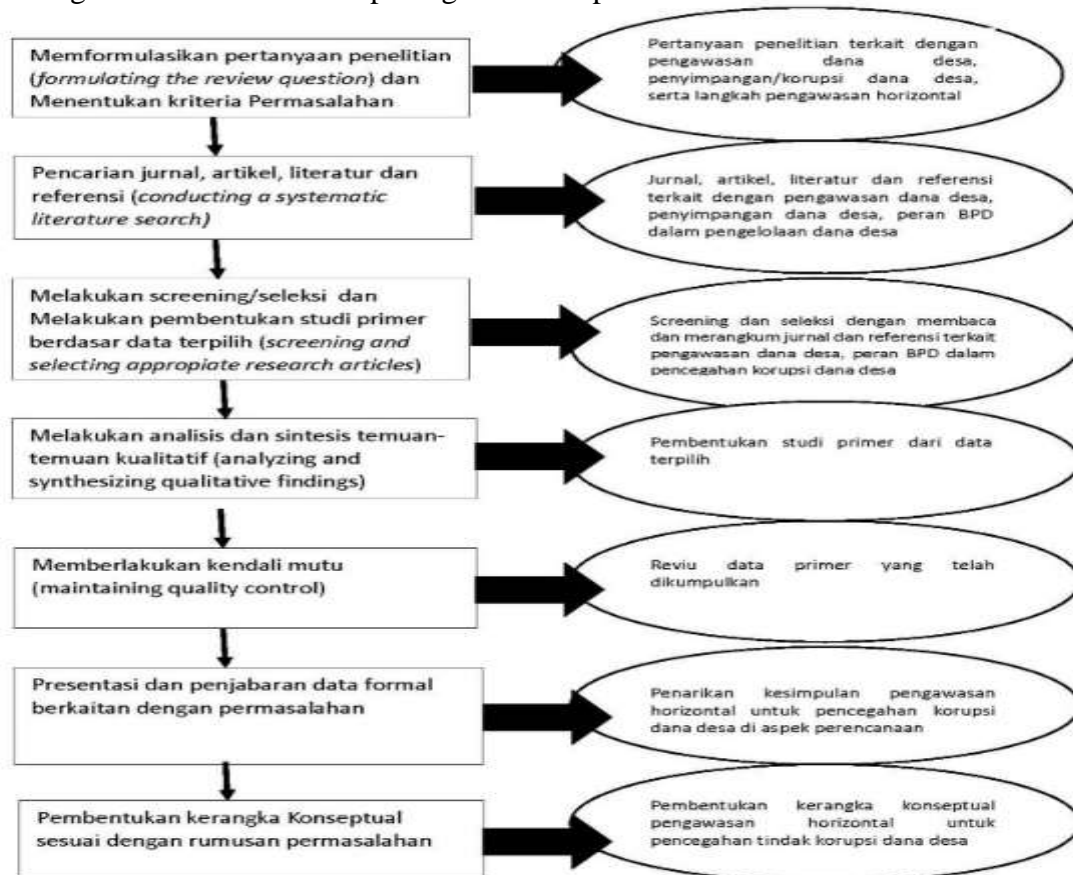 Memformulasikan pertanyaan penelitian
(formulating the review question) dan
Menentukan kriteria Permasalahan
Pertanyaan penelitian terkait dengan
pengawasan dana desa,
penyimpangan/korupsi dana desa,
serta langkah pengawasan horizontal
Pencarian jurnal, artikel, literatur dan
referensi (conducting a systematic
literature search)
Jurnal, artikel, literatur dan referensi
terkait dengan pengawasan dana desa,
penyimpangan dana desa, peran BPD
dalam pengelolaan dana desa
Melakukan screening/seleksi dan
Melakukan pembentukan studi primer
berdasar data terpilih (screening and
selecting appropiate research articles)
Screening dan seleksi dengan membaca
dan merangkum jurnal dan referensi terkait
pengawasan dana desa, peran BPD dalam
pencegahan korupsi dana desa
Melakukan analisis dan sintesis temuan-
temuan kualitatif (analyzing and
synthesizing qualitative findings)
Pembentukan studi primer dari data
terpilih
Memberlakukan kendali mutu
(maintaining quality control)
Reviu data primer yang telah
dikumpulkan
Presentasi dan penjabaran data formal
berkaitan dengan permasalahan
Penarikan kesimpulan pengawasan
horizontal untuk pencegahan korupsi
dana desa di aspek perencanaan
Pembentukan kerangka Konseptual
sesuai dengan rumusan permasalahan
Pembentukan kerangka konseptual
pengawasan horizontal untuk
pencegahan tindak korupsi dana desa